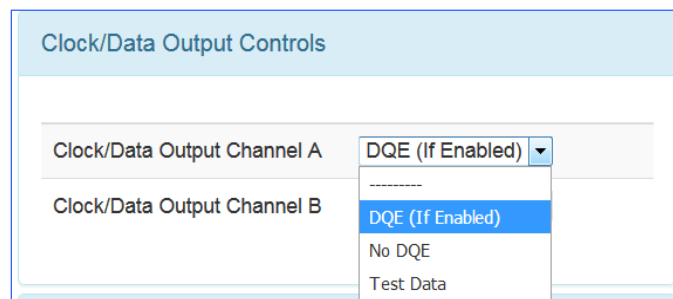 Clock/Data Output Controls
Clock/Data Output Channel A DQE (If Enabled)
---------
Clock/Data Output Channel B DQE (If Enabled)
No DQE
Test Data